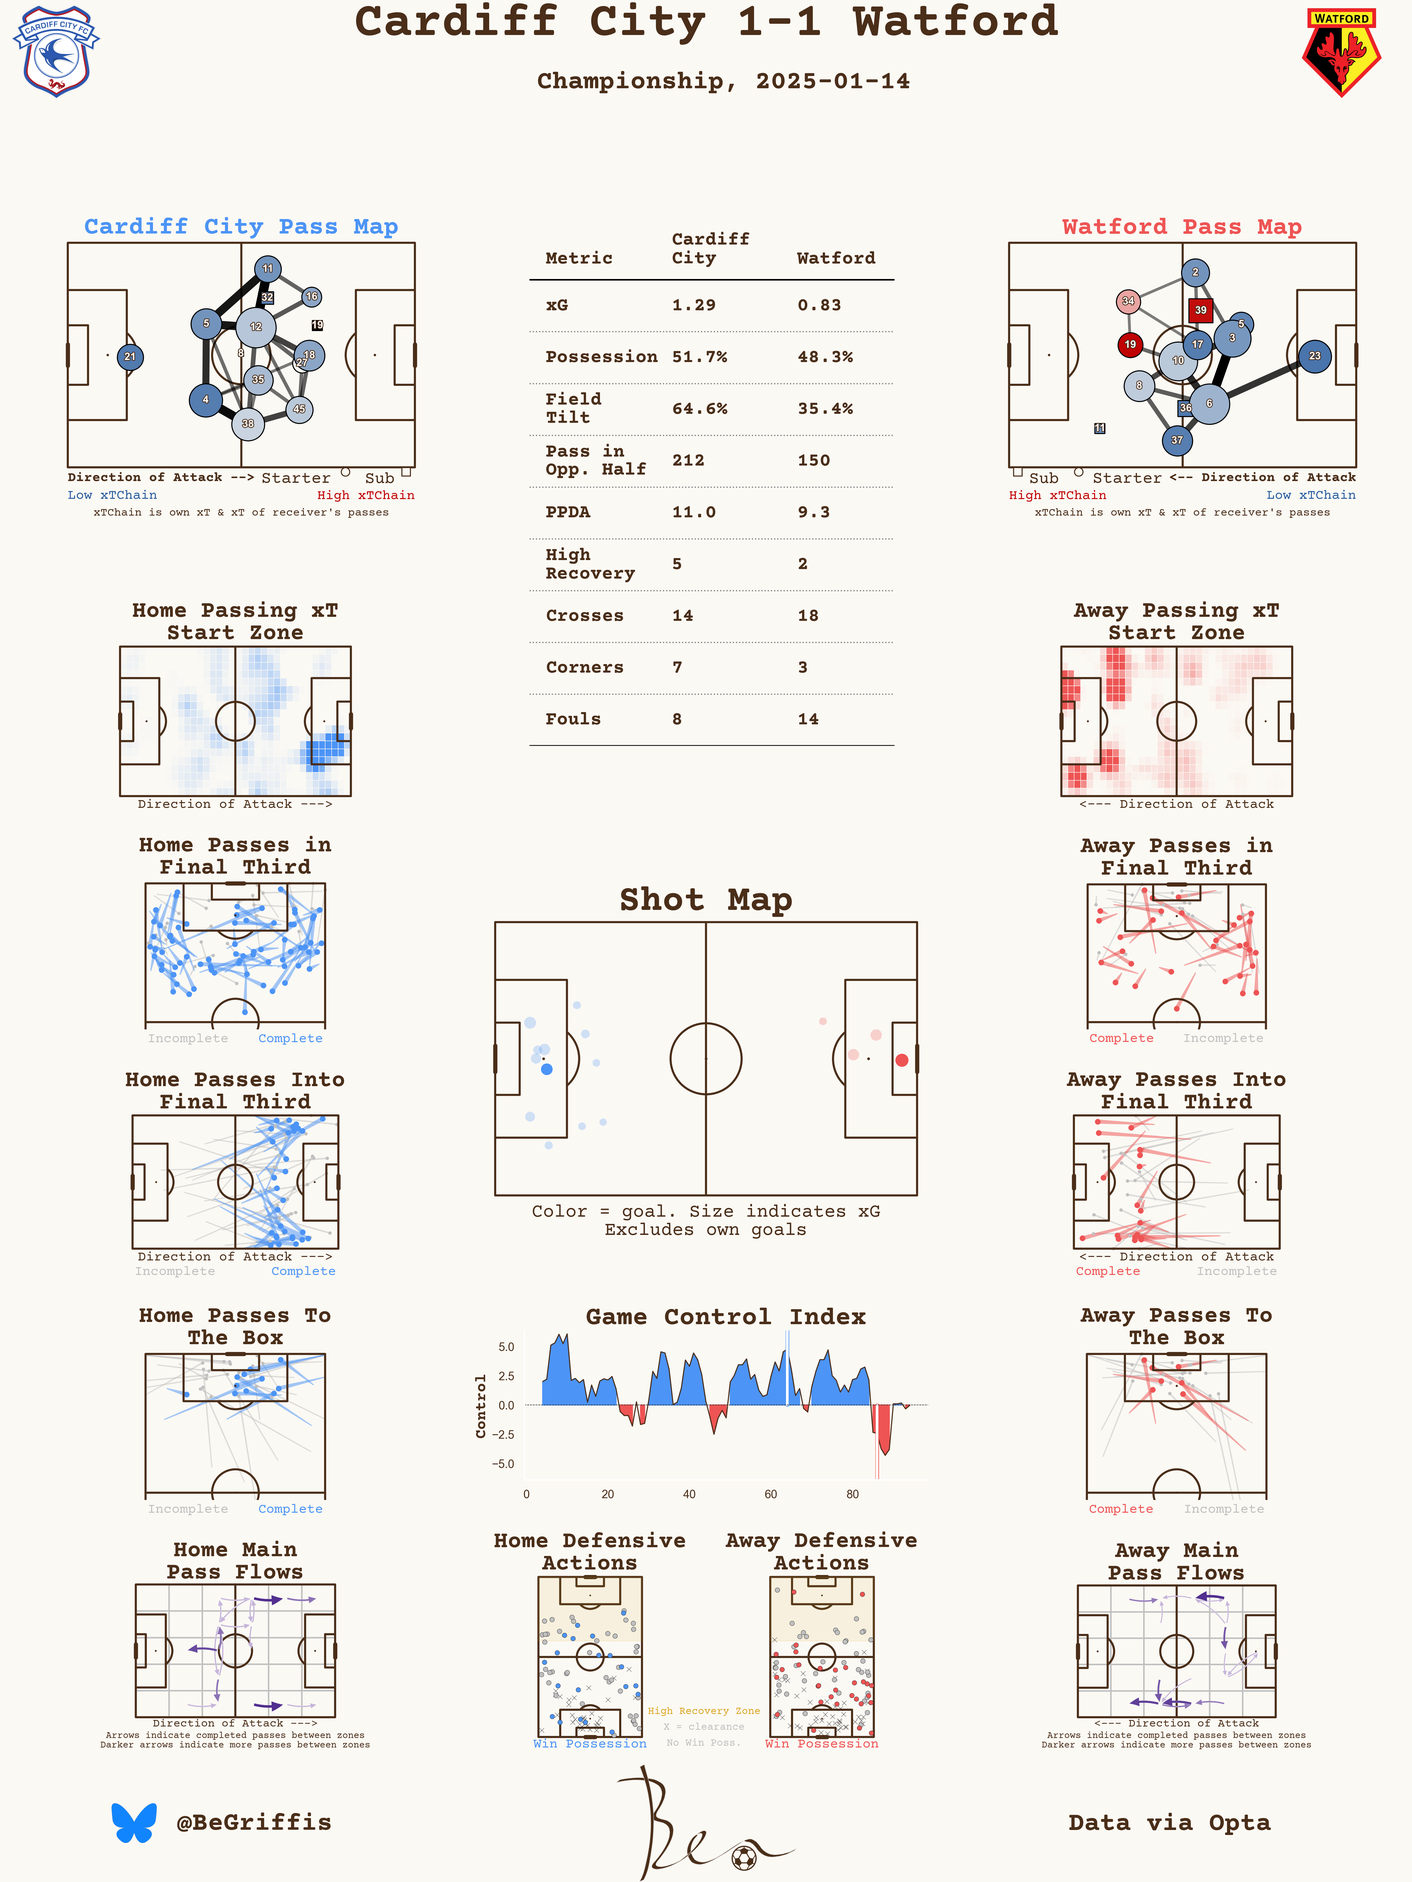 Cardiff City 1-1 Watford
Championship, 2025-01-14
CARDIFF CITY FC
WATFORD
Cardiff City Pass Map
11
32
16
5
12
19
8
18
27
21
35
4
45
38
Direction of Attack --> Starter Sub
Low xTChain High xTChain
xTChain is own xT & xT of receiver's passes
Metric Cardiff City Watford
xG 1.29 0.83
Possession 51.7% 48.3%
Field Tilt 64.6% 35.4%
Pass in Opp. Half 212 150
PPDA 11.0 9.3
High Recovery 5 2
Crosses 14 18
Corners 7 3
Fouls 8 14
Watford Pass Map
2
34
39
5
19
17
3
10
23
8
36
6
11
37
Sub Starter <-- Direction of Attack
High xTChain Low xTChain
xTChain is own xT & xT of receiver's passes
Home Passing xT
Start Zone
Direction of Attack --->
Away Passing xT
Start Zone
<--- Direction of Attack
Home Passes in
Final Third
Incomplete Complete
Away Passes in
Final Third
Complete Incomplete
Shot Map
Color = goal. Size indicates xG
Excludes own goals
Home Passes Into
Final Third
Direction of Attack --->
Incomplete Complete
Away Passes Into
Final Third
<--- Direction of Attack
Complete Incomplete
Game Control Index
Control
5.0
2.5
0.0
−2.5
−5.0
0 20 40 60 80
Home Passes To
The Box
Incomplete Complete
Away Passes To
The Box
Complete Incomplete
Home Main
Pass Flows
Direction of Attack --->
Arrows indicate completed passes between zones
Darker arrows indicate more passes between zones
Home Defensive
Actions
Win Possession
High Recovery Zone
X = clearance
No Win Poss.
Away Defensive
Actions
Win Possession
Away Main
Pass Flows
<--- Direction of Attack
Arrows indicate completed passes between zones
Darker arrows indicate more passes between zones
@BeGriffis
Ben
Data via Opta